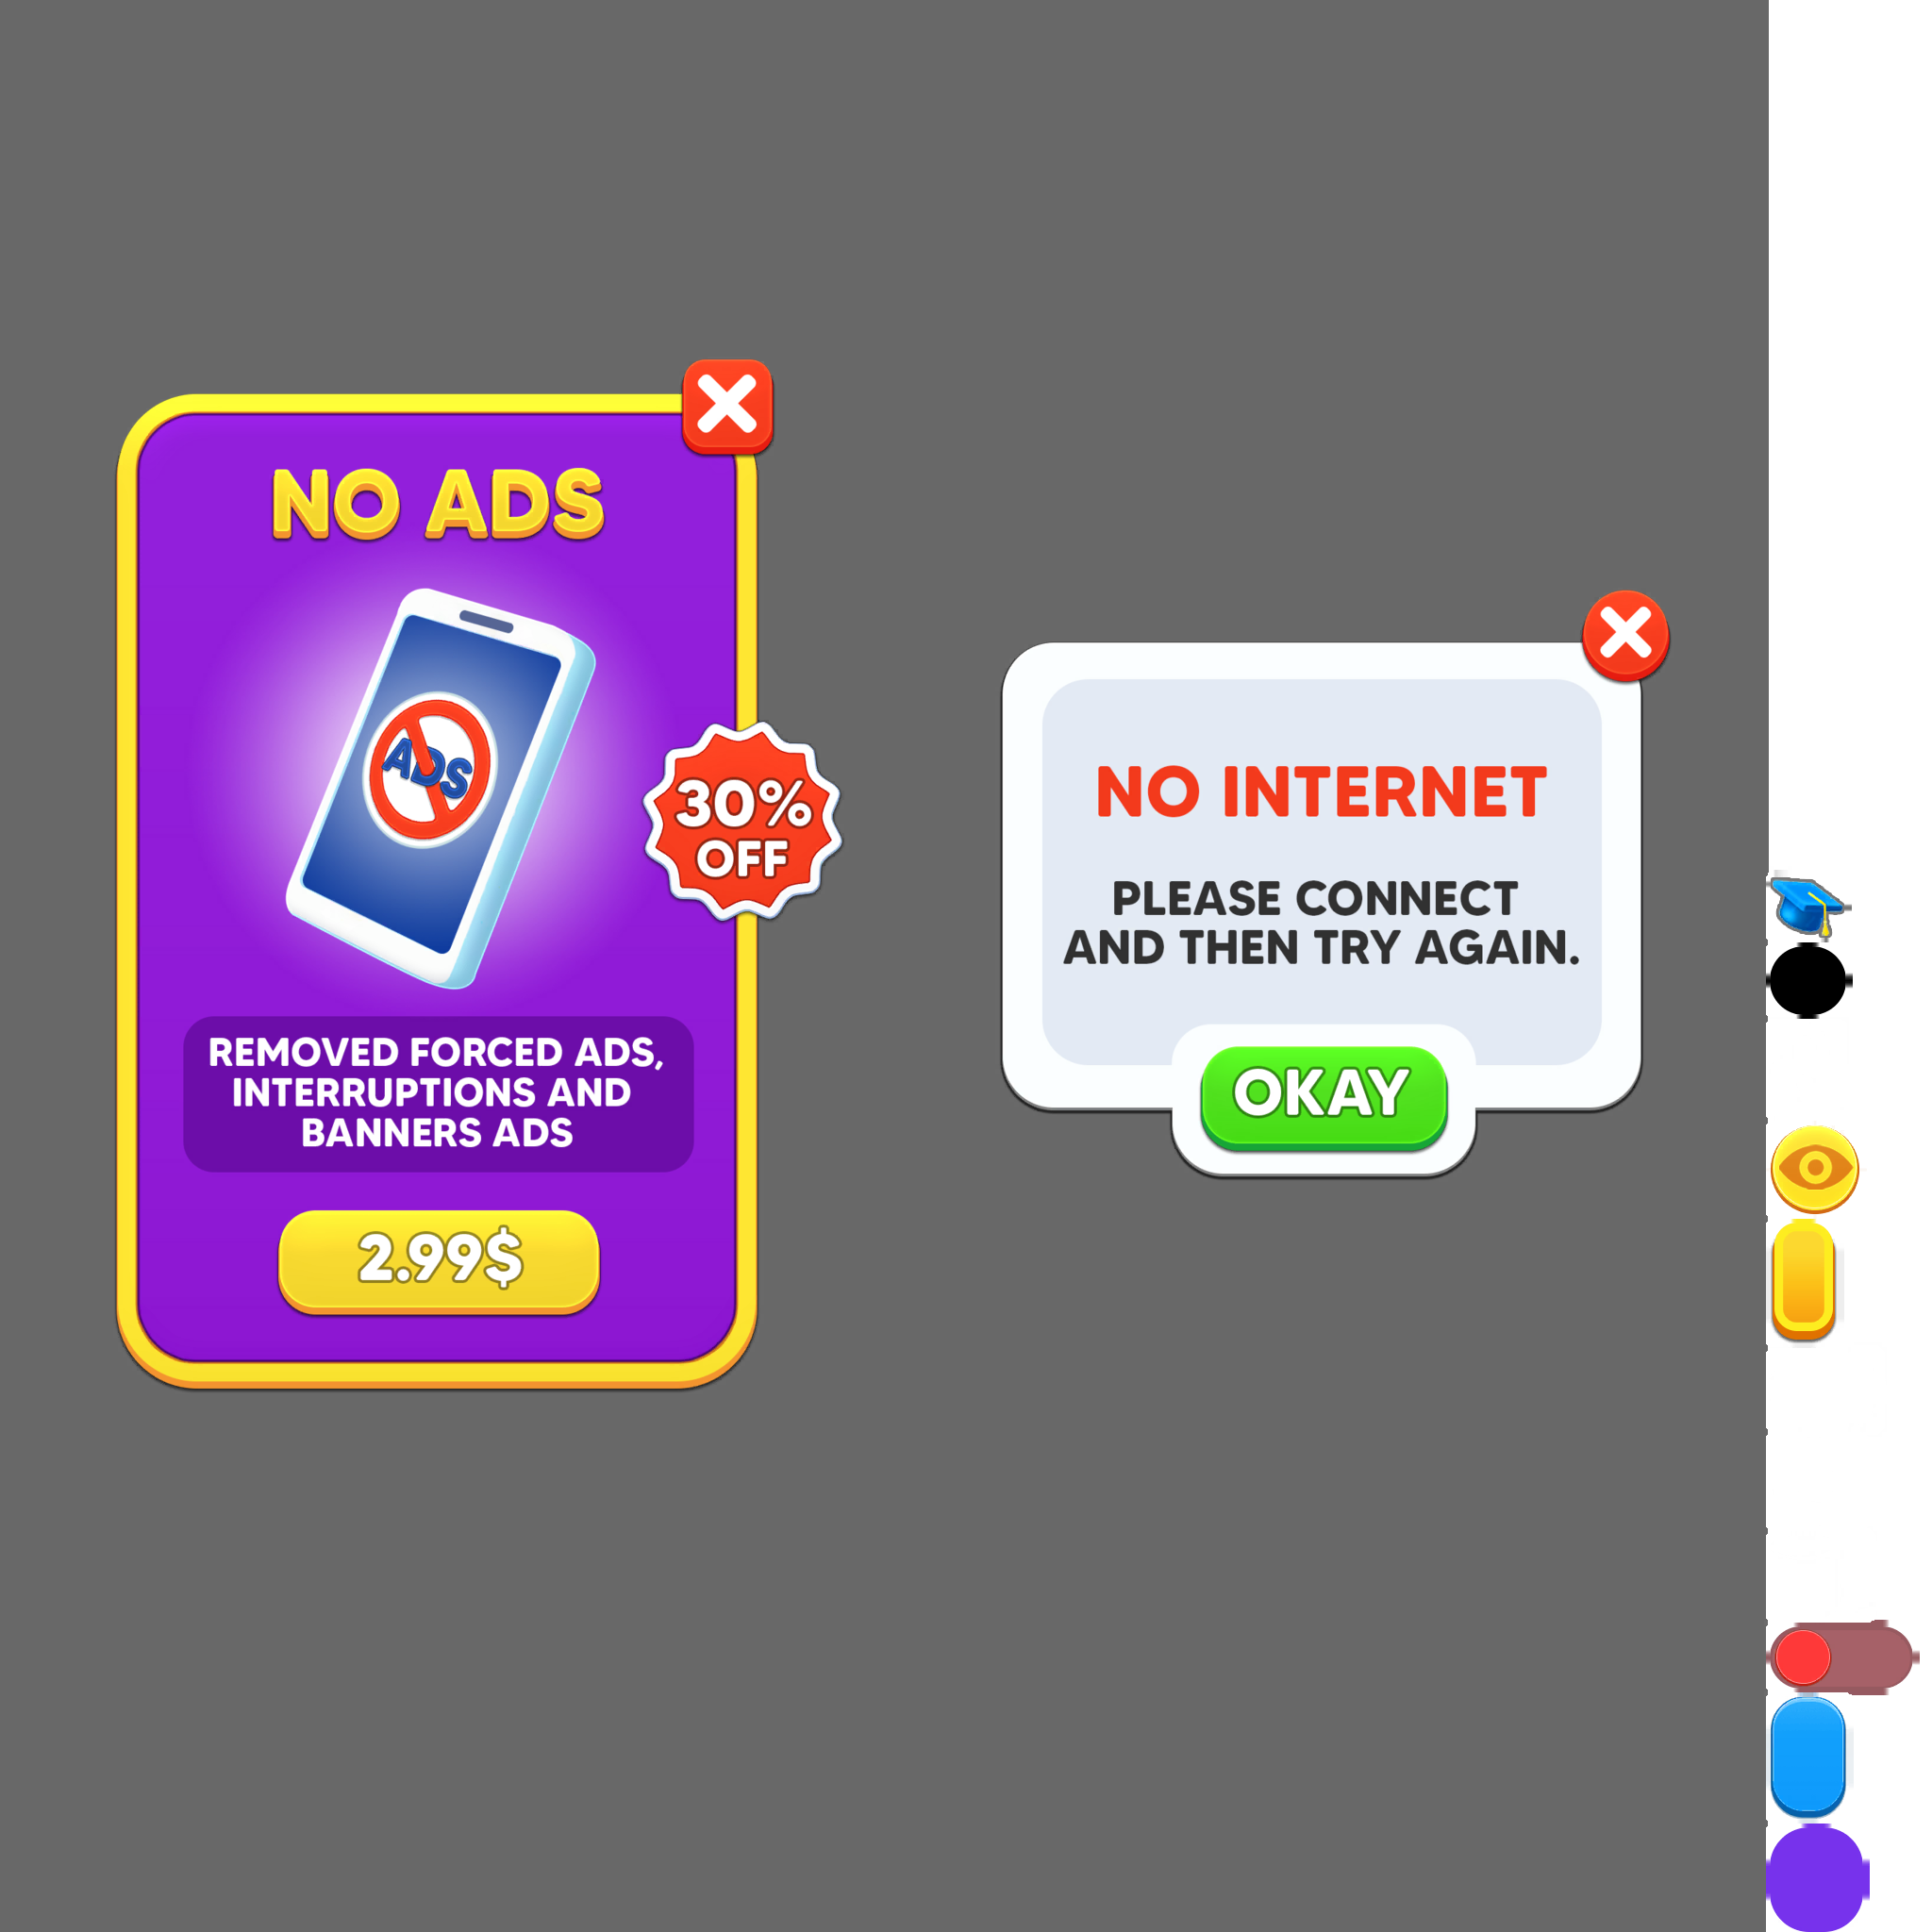 NO ADS
ADS
30%
OFF
REMOVED FORCED ADS,
INTERRUPTIONS AND
BANNERS ADS
2.99$
NO INTERNET
PLEASE CONNECT
AND THEN TRY AGAIN.
OKAY